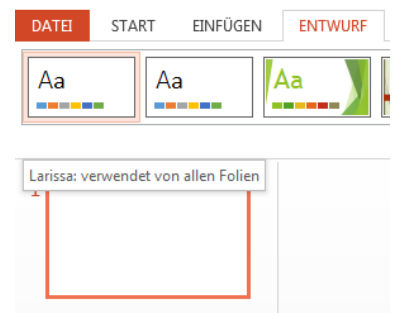 DATEI START EINFÜGEN ENTWURF
Aa Aa Aa
Larissa: verwendet von allen Folien
1